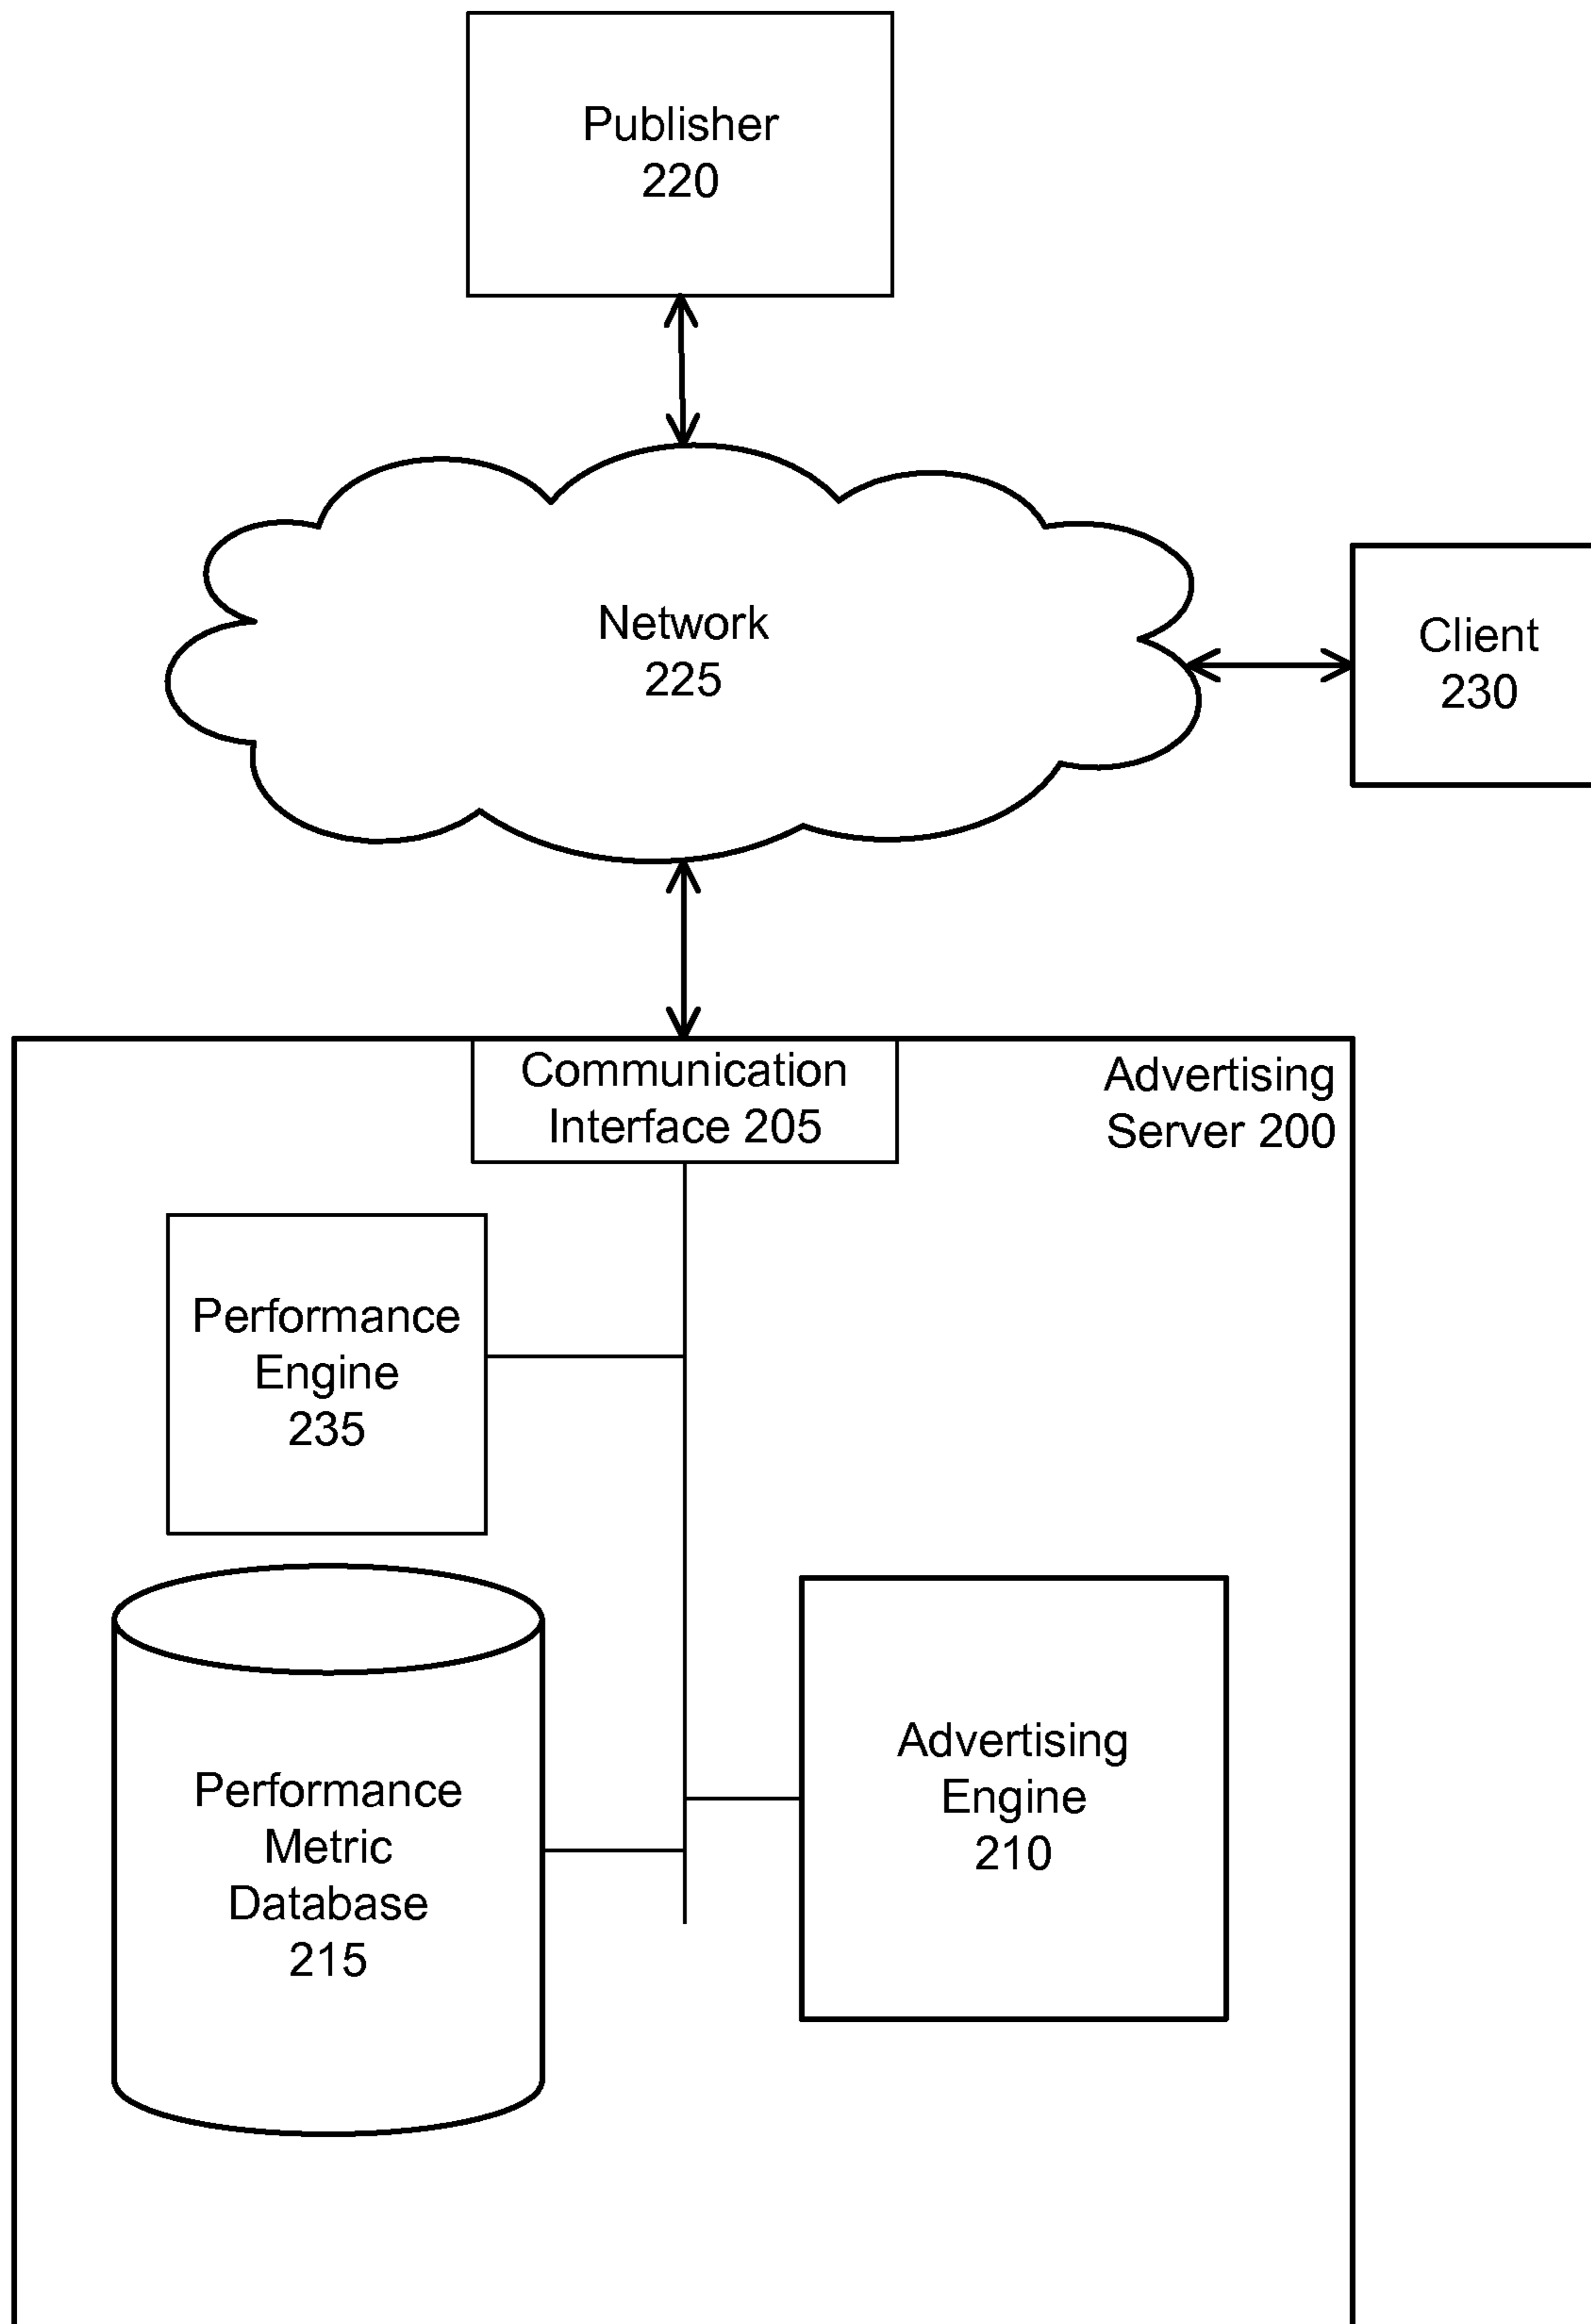 Publisher
220
Network
225
Client
230
Communication
Interface 205
Advertising
Server 200
Performance
Engine
235
Advertising
Engine
210
Performance
Metric
Database
215